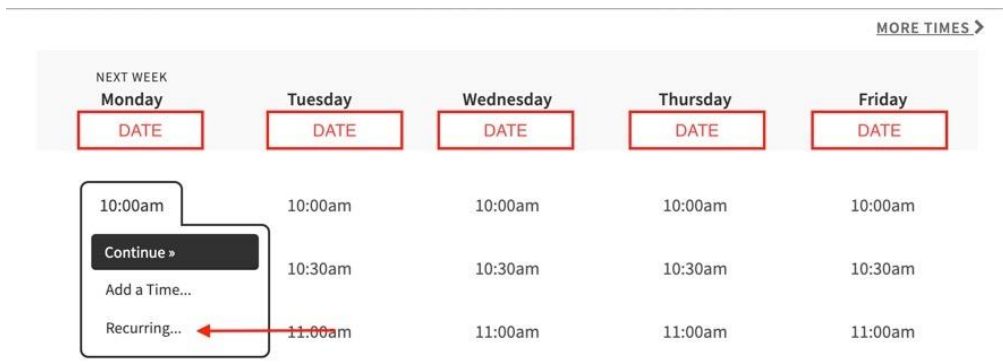 MORE TIMES
NEXT WEEK
Monday Tuesday Wednesday Thursday Friday
DATE DATE DATE DATE DATE
10:00am 10:00am 10:00am 10:00am 10:00am
Continue »
10:30am 10:30am 10:30am 10:30am
Add a Time...
Recurring... 11:00am 11:00am 11:00am 11:00am